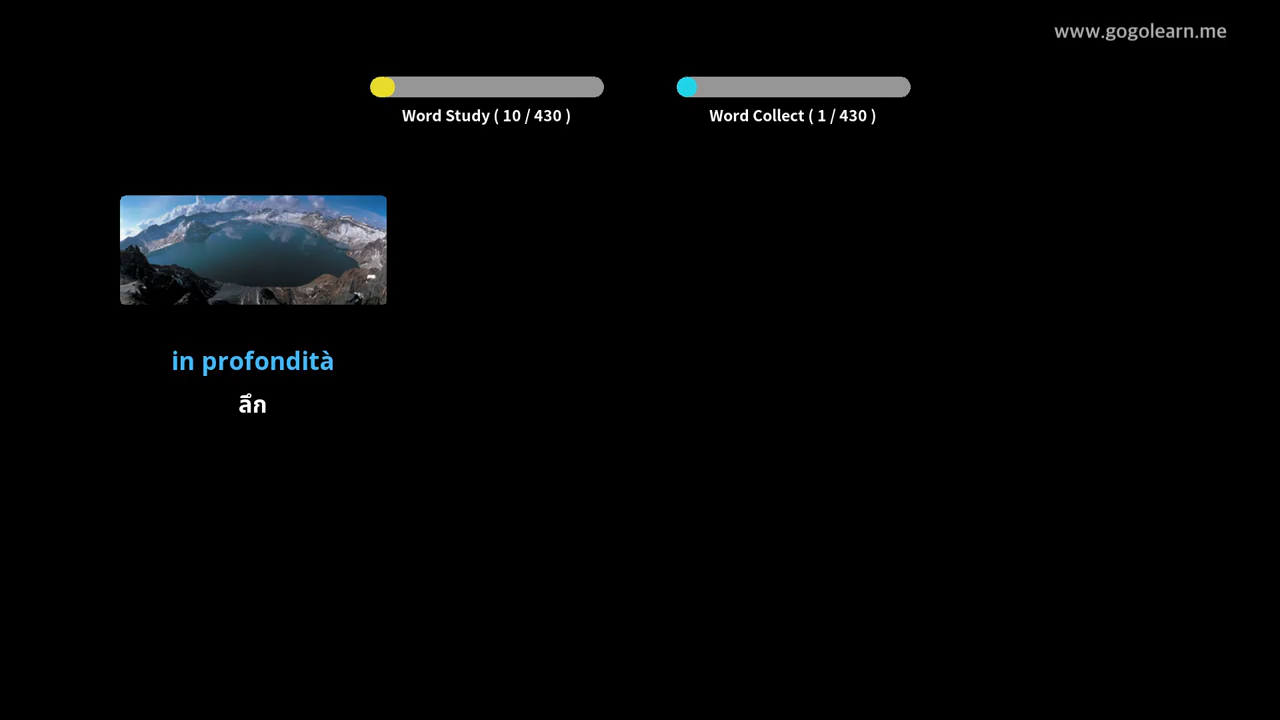 www.gogolearn.me
Word Study ( 10 / 430 )
Word Collect ( 1 / 430 )
in profondità
ลึก